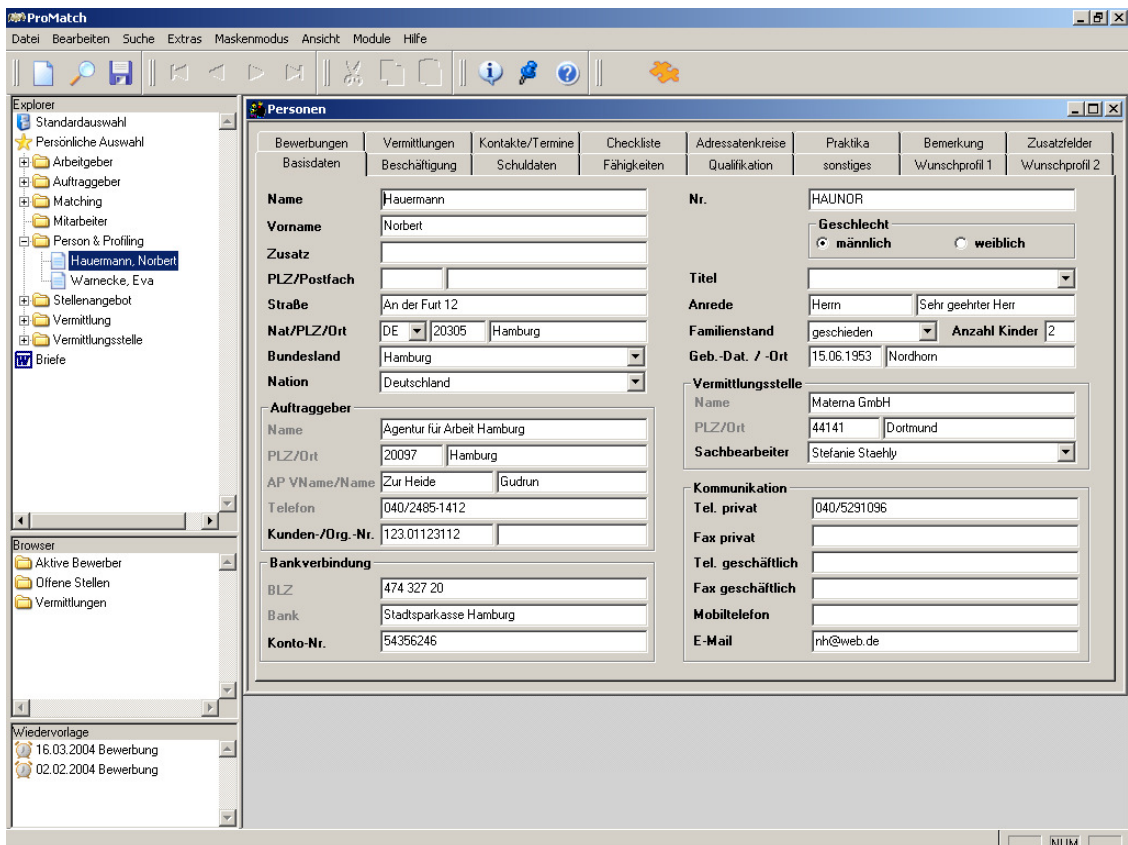 ProMatch
Datei Bearbeiten Suche Extras Maskenmodus Ansicht Module Hilfe
Explorer
Standardauswahl
Persönliche Auswahl
Arbeitgeber
Auftraggeber
Matching
Mitarbeiter
Person & Profiling
Hauermann, Norbert
Warnecke, Eva
Stellenangebot
Vermittlung
Vermittlungsstelle
W Briefe
Browser
Aktive Bewerber
Offene Stellen
Vermittlungen
Wiedervorlage
16.03.2004 Bewerbung
02.02.2004 Bewerbung
Personen
Bewerbungen Vermittlungen Kontakte/Termine Checkliste Adressatenkreise Praktika Bemerkung Zusatzfelder
Basisdaten Beschäftigung Schuldaten Fähigkeiten Qualifikation sonstiges Wunschprofil 1 Wunschprofil 2
Name Hauermann
Vorname Norbert
Zusatz
PLZ/Postfach
Straße An der Furt 12
Nat/PLZ/Ort DE 20305 Hamburg
Bundesland Hamburg
Nation Deutschland
Auftraggeber
Name Agentur für Arbeit Hamburg
PLZ/Ort 20097 Hamburg
AP VName/Name Zur Heide Gudrun
Telefon 040/2485-1412
Kunden-/Org.-Nr. 123.01123112
Bankverbindung
BLZ 474 327 20
Bank Stadtsparkasse Hamburg
Konto-Nr. 54356246
Nr. HAUNOR
Geschlecht
männlich weiblich
Titel
Anrede Herrn Sehr geehrter Herr
Familienstand geschieden Anzahl Kinder 2
Geb.-Dat. / -Ort 15.06.1953 Nordhorn
Vermittlungsstelle
Name Materna GmbH
PLZ/Ort 44141 Dortmund
Sachbearbeiter Stefanie Staehly
Kommunikation
Tel. privat 040/5291096
Fax privat
Tel. geschäftlich
Fax geschäftlich
Mobiltelefon
E-Mail nh@web.de
NUM